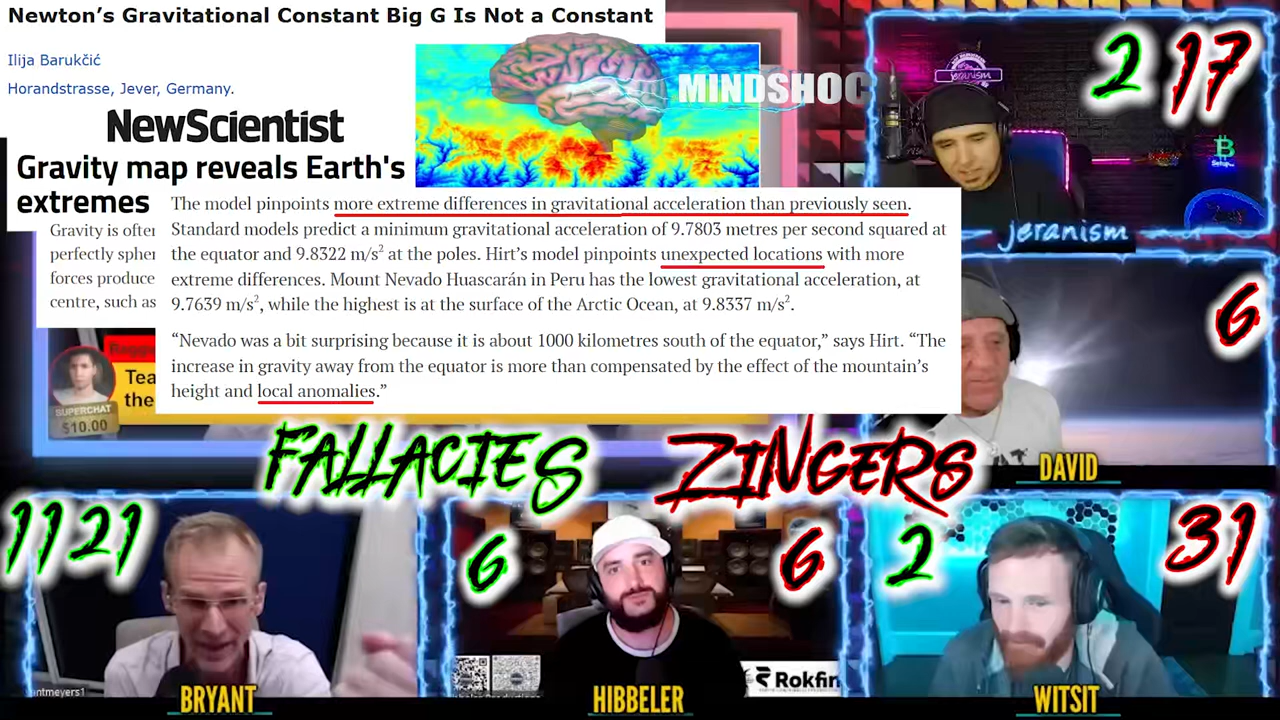 Newton's Gravitational Constant Big G Is Not a Constant
Ilija Barukčić
Horandstrasse, Jever, Germany.
NewScientist
Gravity map reveals Earth's
extremes
MINDSHOC
Gravity is ofter
perfectly spher
forces produce
centre, such as
The model pinpoints more extreme differences in gravitational acceleration than previously seen.
Standard models predict a minimum gravitational acceleration of 9.7803 metres per second squared at
the equator and 9.8322 m/s² at the poles. Hirt's model pinpoints unexpected locations with more
extreme differences. Mount Nevado Huascarán in Peru has the lowest gravitational acceleration, at
9.7639 m/s², while the highest is at the surface of the Arctic Ocean, at 9.8337 m/s².
“Nevado was a bit surprising because it is about 1000 kilometres south of the equator,” says Hirt. “The
increase in gravity away from the equator is more than compensated by the effect of the mountain's
height and local anomalies.”
jeranism
2 17
jeranism
6
DAVID
Tea
the
SUPERCHAT
$10.00
FALLACIES ZINGERS
1121
BRYANT
6 6
HIBBELER
Rokfin
2 31
WITSIT